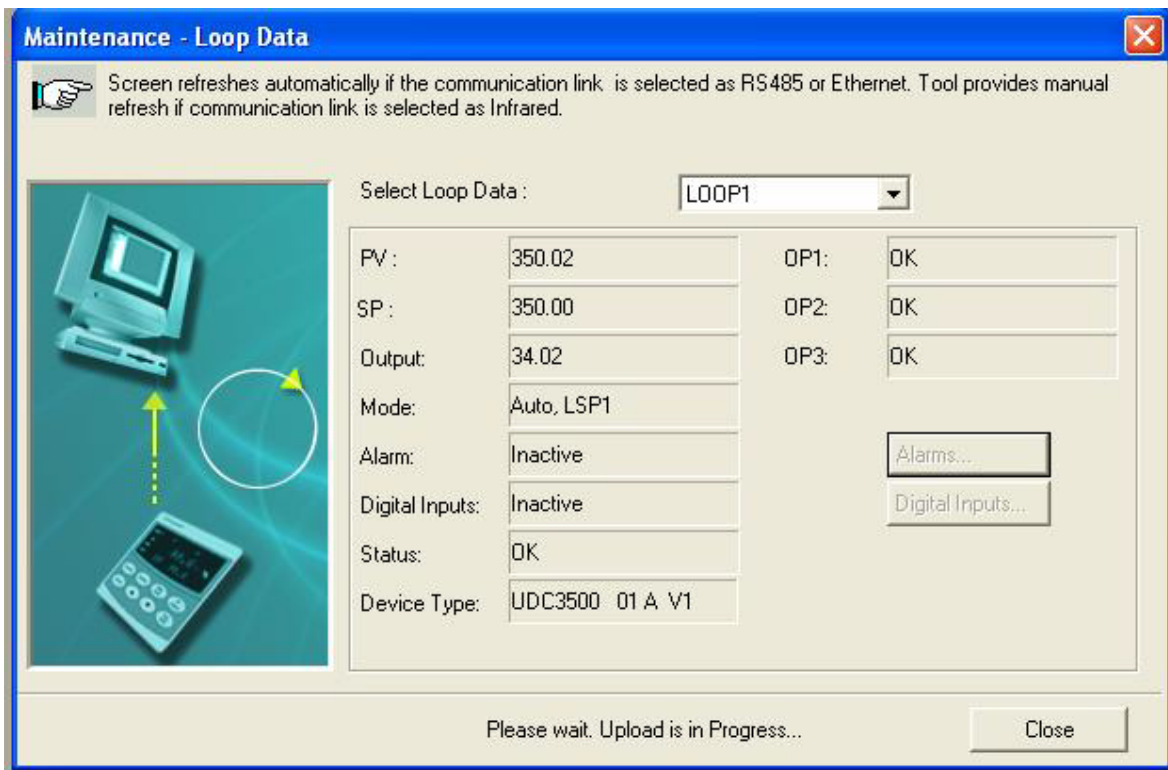 Maintenance - Loop Data
Screen refreshes automatically if the communication link is selected as RS485 or Ethernet. Tool provides manual
refresh if communication link is selected as Infrared.
Select Loop Data : LOOP1
PV : 350.02 OP1: OK
SP : 350.00 OP2: OK
Output: 34.02 OP3: OK
Mode: Auto, LSP1
Alarm: Inactive Alarms...
Digital Inputs: Inactive Digital Inputs...
Status: OK
Device Type: UDC3500 01 A V1
Please wait. Upload is in Progress... Close